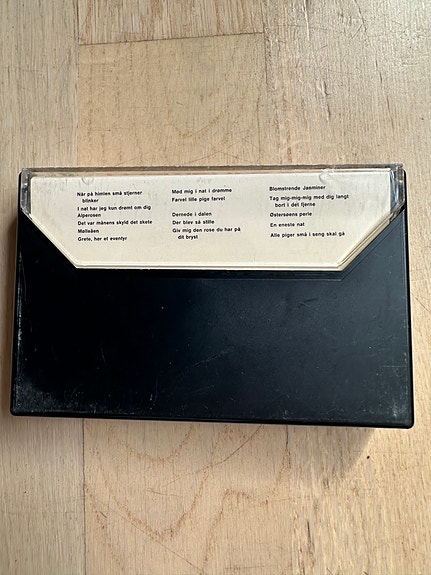 Når på himlen små stjerner
blinker
I nat har jeg kun drømt om dig
Alperosen
Det var månens skyld det skete
Mølleåen
Grete, her et eventyr
Mød mig i nat i drømme
Farvel lille pige farvel
Dernede i dalen
Der blev så stille
Giv mig den rose du har på
dit bryst
Blomstrende Jasminer
Tag mig-mig-mig med dig langt
bort i det fjerne
Østersøens perle
En eneste nat
Alle piger små i seng skal gå